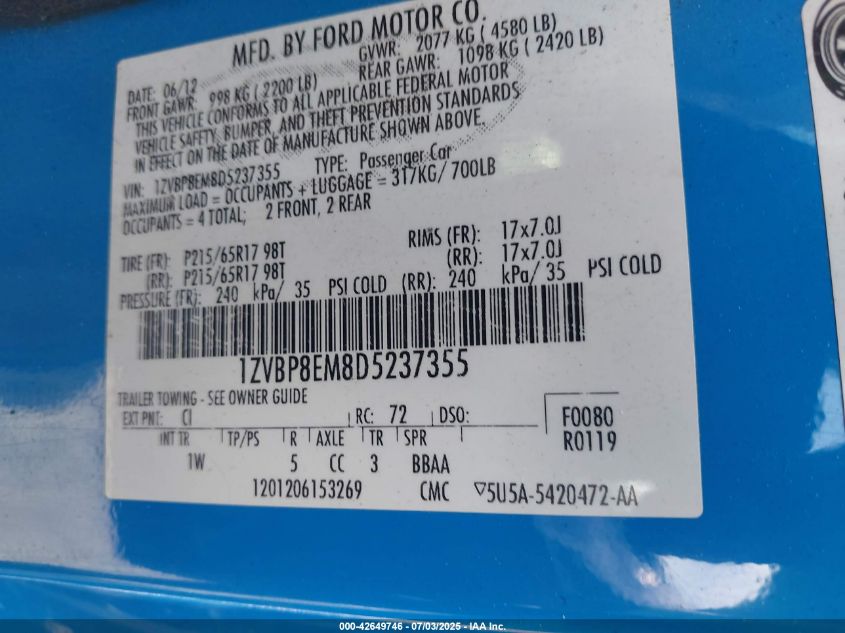 MFD. BY FORD MOTOR CO.
DATE: 06/12 GVWR: 2077 KG ( 4580 LB)
FRONT GAWR: 998 KG ( 2200 LB) REAR GAWR: 1098 KG ( 2420 LB)
THIS VEHICLE CONFORMS TO ALL APPLICABLE FEDERAL MOTOR
VEHICLE SAFETY, BUMPER, AND THEFT PREVENTION STANDARDS
IN EFFECT ON THE DATE OF MANUFACTURE SHOWN ABOVE.
VIN: 1ZVBP8EM8D5237355 TYPE: Passenger Car
MAXIMUM LOAD = OCCUPANTS + LUGGAGE = 317KG/ 700LB
OCCUPANTS = 4 TOTAL; 2 FRONT, 2 REAR
TIRE (FR): P215/65R17 98T RIMS (FR): 17x7.0J
(RR): P215/65R17 98T (RR): 17x7.0J
PRESSURE (FR): 240 kPa/ 35 PSI COLD (RR): 240 kPa/ 35 PSI COLD
1ZVBP8EM8D5237355
TRAILER TOWING - SEE OWNER GUIDE
EXT PNT: CI RC: 72 DSO: F0080
INT TR TP/PS R AXLE TR SPR R0119
1W 5 CC 3 BBAA
1201206153269 CMC ▽5U5A-5420472-AA
000-42649746 - 07/03/2025 - IAA Inc.